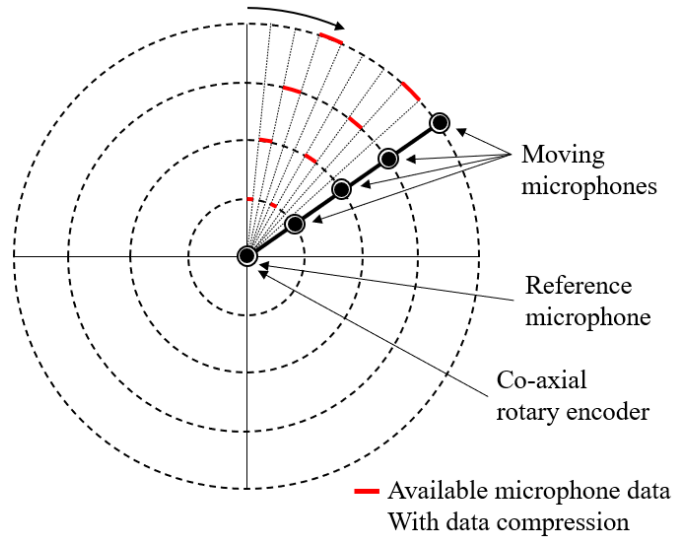 Moving
microphones
Reference
microphone
Co-axial
rotary encoder
Available microphone data
With data compression